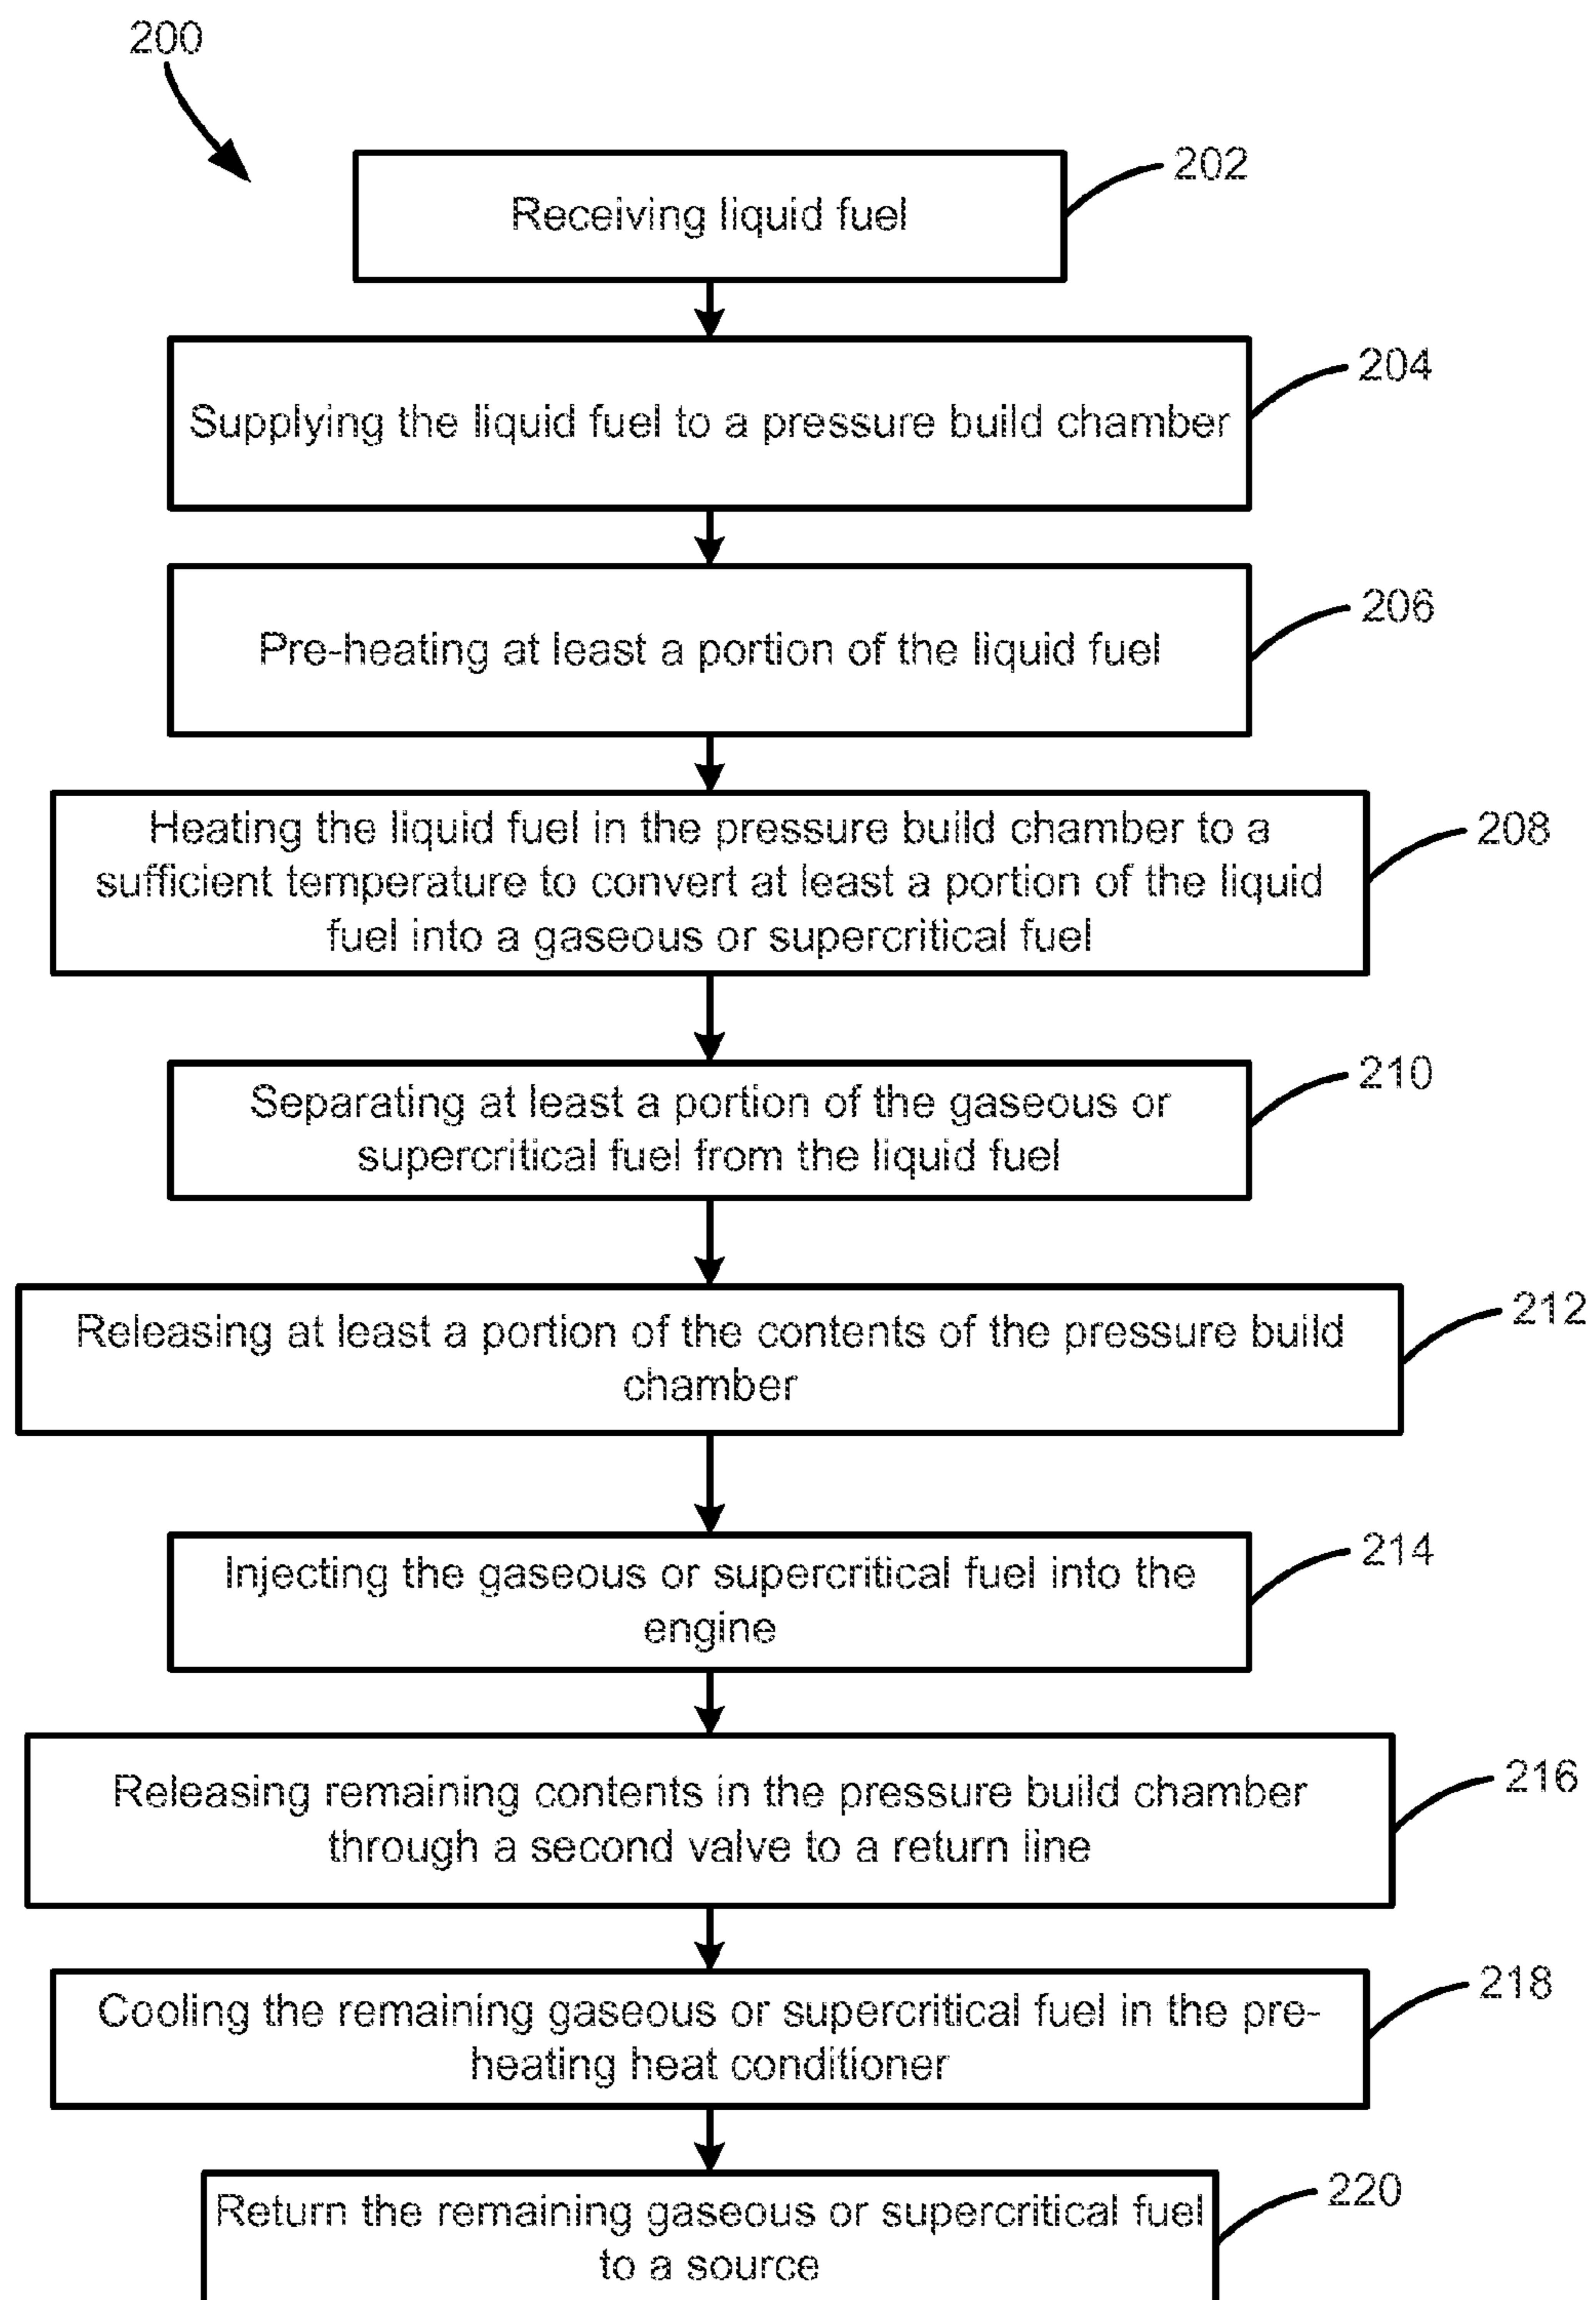 200
202
Receiving liquid fuel
204
Supplying the liquid fuel to a pressure build chamber
206
Pre-heating at least a portion of the liquid fuel
208
Heating the liquid fuel in the pressure build chamber to a
sufficient temperature to convert at least a portion of the liquid
fuel into a gaseous or supercritical fuel
210
Separating at least a portion of the gaseous or
supercritical fuel from the liquid fuel
212
Releasing at least a portion of the contents of the pressure build
chamber
214
Injecting the gaseous or supercritical fuel into the
engine
216
Releasing remaining contents in the pressure build chamber
through a second valve to a return line
218
Cooling the remaining gaseous or supercritical fuel in the pre-
heating heat conditioner
220
Return the remaining gaseous or supercritical fuel
to a source